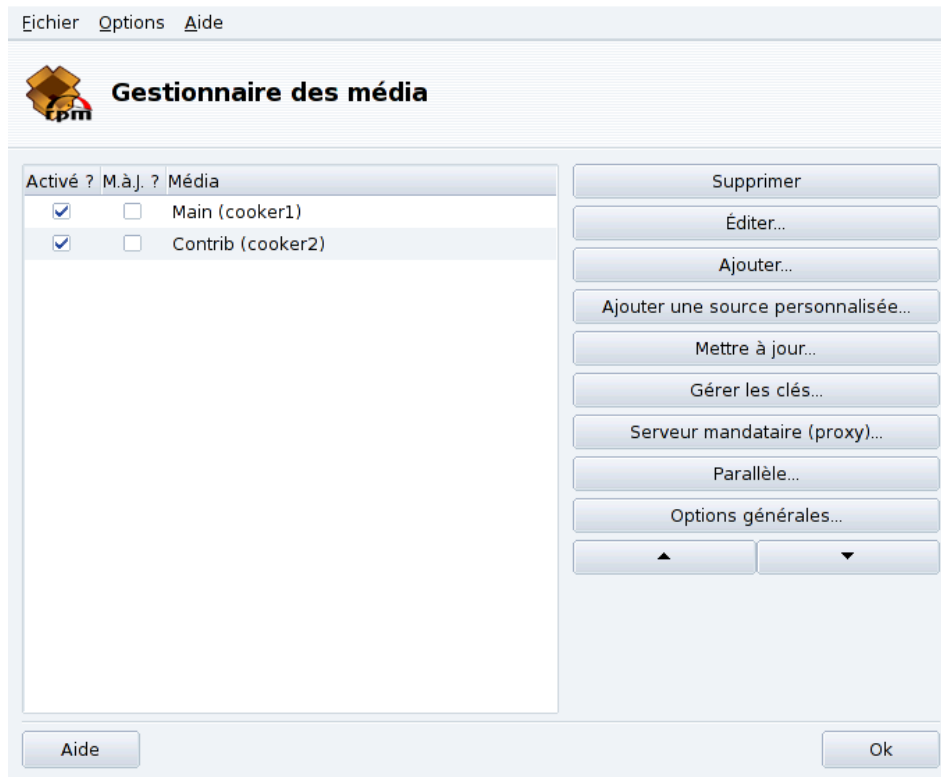 Fichier Options Aide
rpm
Gestionnaire des média
Activé ? M.à.J. ? Média
Main (cooker1)
Contrib (cooker2)
Supprimer
Éditer...
Ajouter...
Ajouter une source personnalisée...
Mettre à jour...
Gérer les clés...
Serveur mandataire (proxy)...
Parallèle...
Options générales...
Aide
Ok